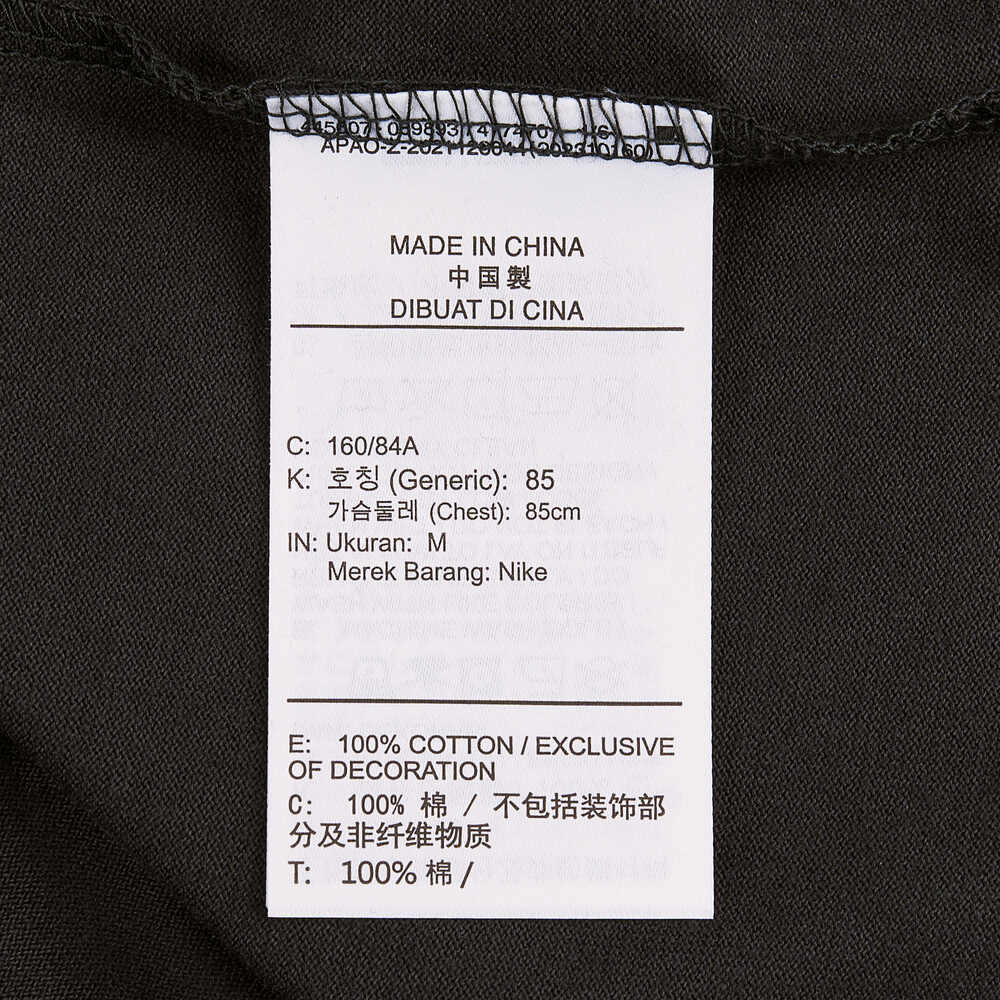 MADE IN CHINA
中国製
DIBUAT DI CINA
C: 160/84A
K: 호칭 (Generic): 85
가슴둘레 (Chest): 85cm
IN: Ukuran: M
Merek Barang: Nike
E: 100% COTTON / EXCLUSIVE
OF DECORATION
C: 100% 棉 / 不包括装饰部
分及非纤维物质
T: 100% 棉 /